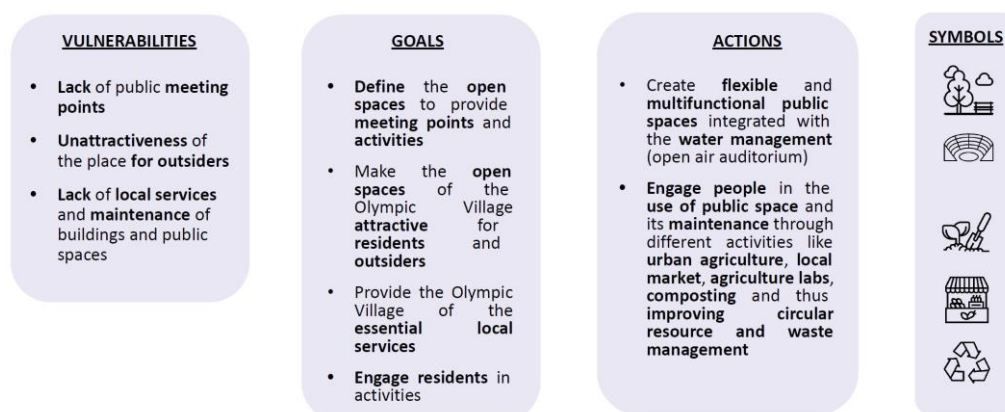 VULNERABILITIES
• Lack of public meeting
points
• Unattractiveness of
the place for outsiders
• Lack of local services
and maintenance of
buildings and public
spaces
GOALS
• Define the open
spaces to provide
meeting points and
activities
• Make the open
spaces of the
Olympic Village
attractive for
residents and
outsiders
• Provide the Olympic
Village of the
essential local
services
• Engage residents in
activities
ACTIONS
• Create flexible and
multifunctional public
spaces integrated with
the water management
(open air auditorium)
• Engage people in the
use of public space and
its maintenance through
different activities like
urban agriculture, local
market, agriculture labs,
composting and thus
improving circular
resource and waste
management
SYMBOLS